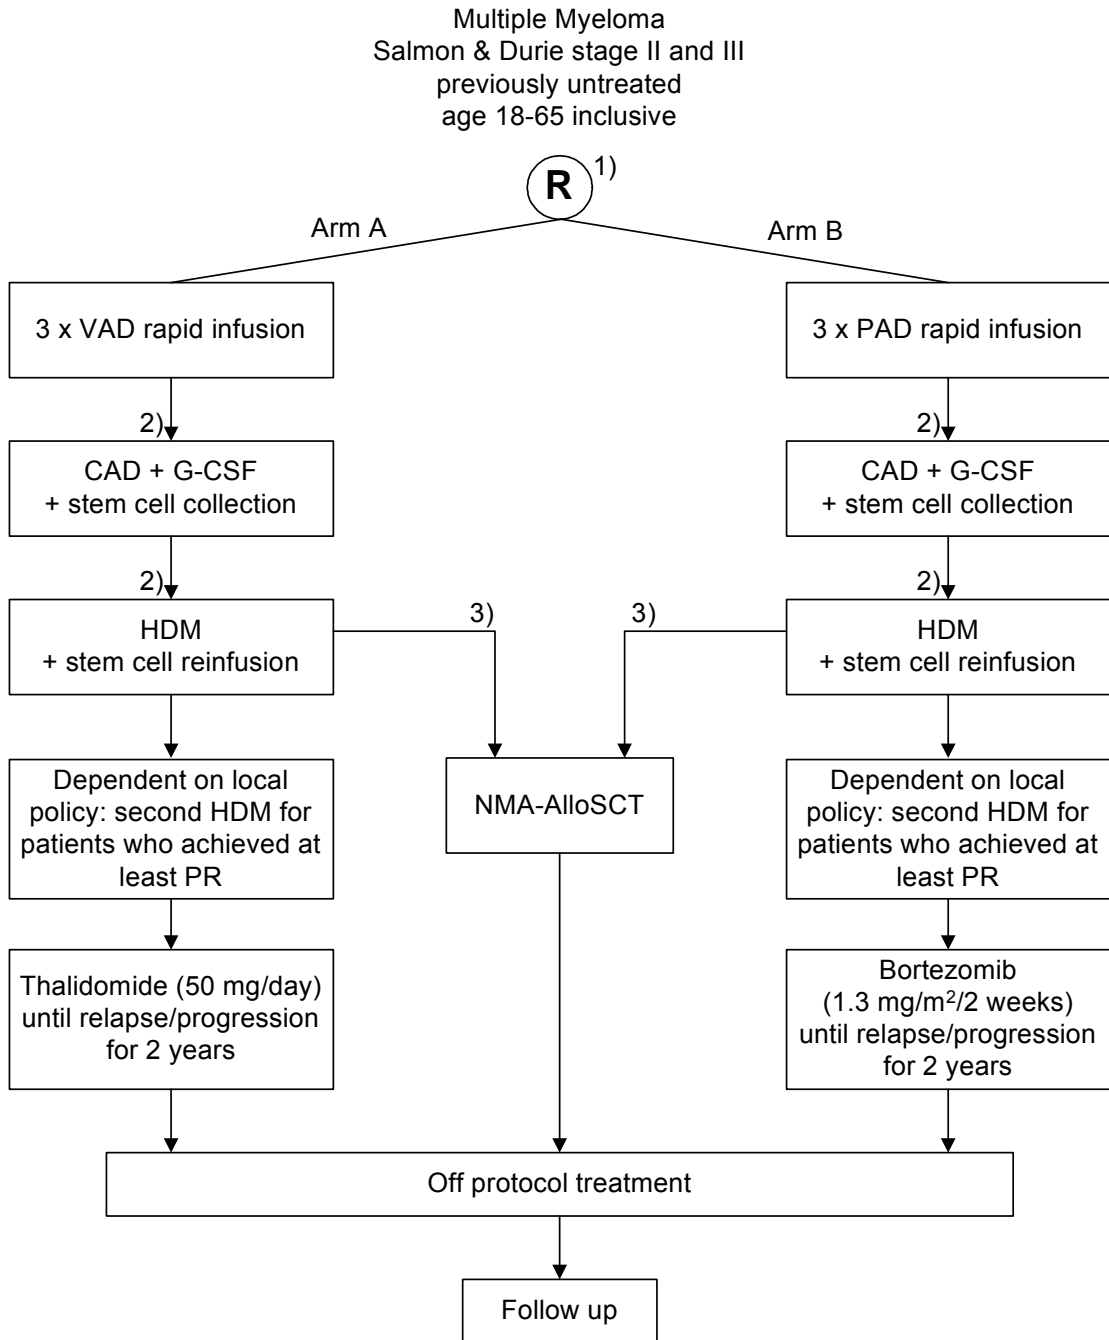 Multiple Myeloma
Salmon & Durie stage II and III
previously untreated
age 18-65 inclusive
R 1)
Arm A
Arm B
3 x VAD rapid infusion
3 x PAD rapid infusion
2)
2)
CAD + G-CSF
+ stem cell collection
CAD + G-CSF
+ stem cell collection
2)
2)
HDM
+ stem cell reinfusion
3)
3)
HDM
+ stem cell reinfusion
Dependent on local
policy: second HDM for
patients who achieved at
least PR
NMA-AlloSCT
Dependent on local
policy: second HDM for
patients who achieved at
least PR
Thalidomide (50 mg/day)
until relapse/progression
for 2 years
Bortezomib
(1.3 mg/m²/2 weeks)
until relapse/progression
for 2 years
Off protocol treatment
Follow up